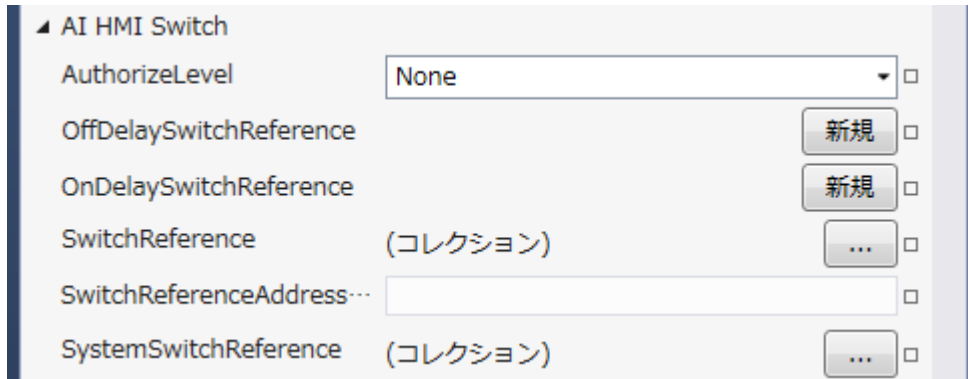 AI HMI Switch
AuthorizeLevel None
OffDelaySwitchReference 新規
OnDelaySwitchReference 新規
SwitchReference (コレクション) ...
SwitchReferenceAddress…
SystemSwitchReference (コレクション) ...